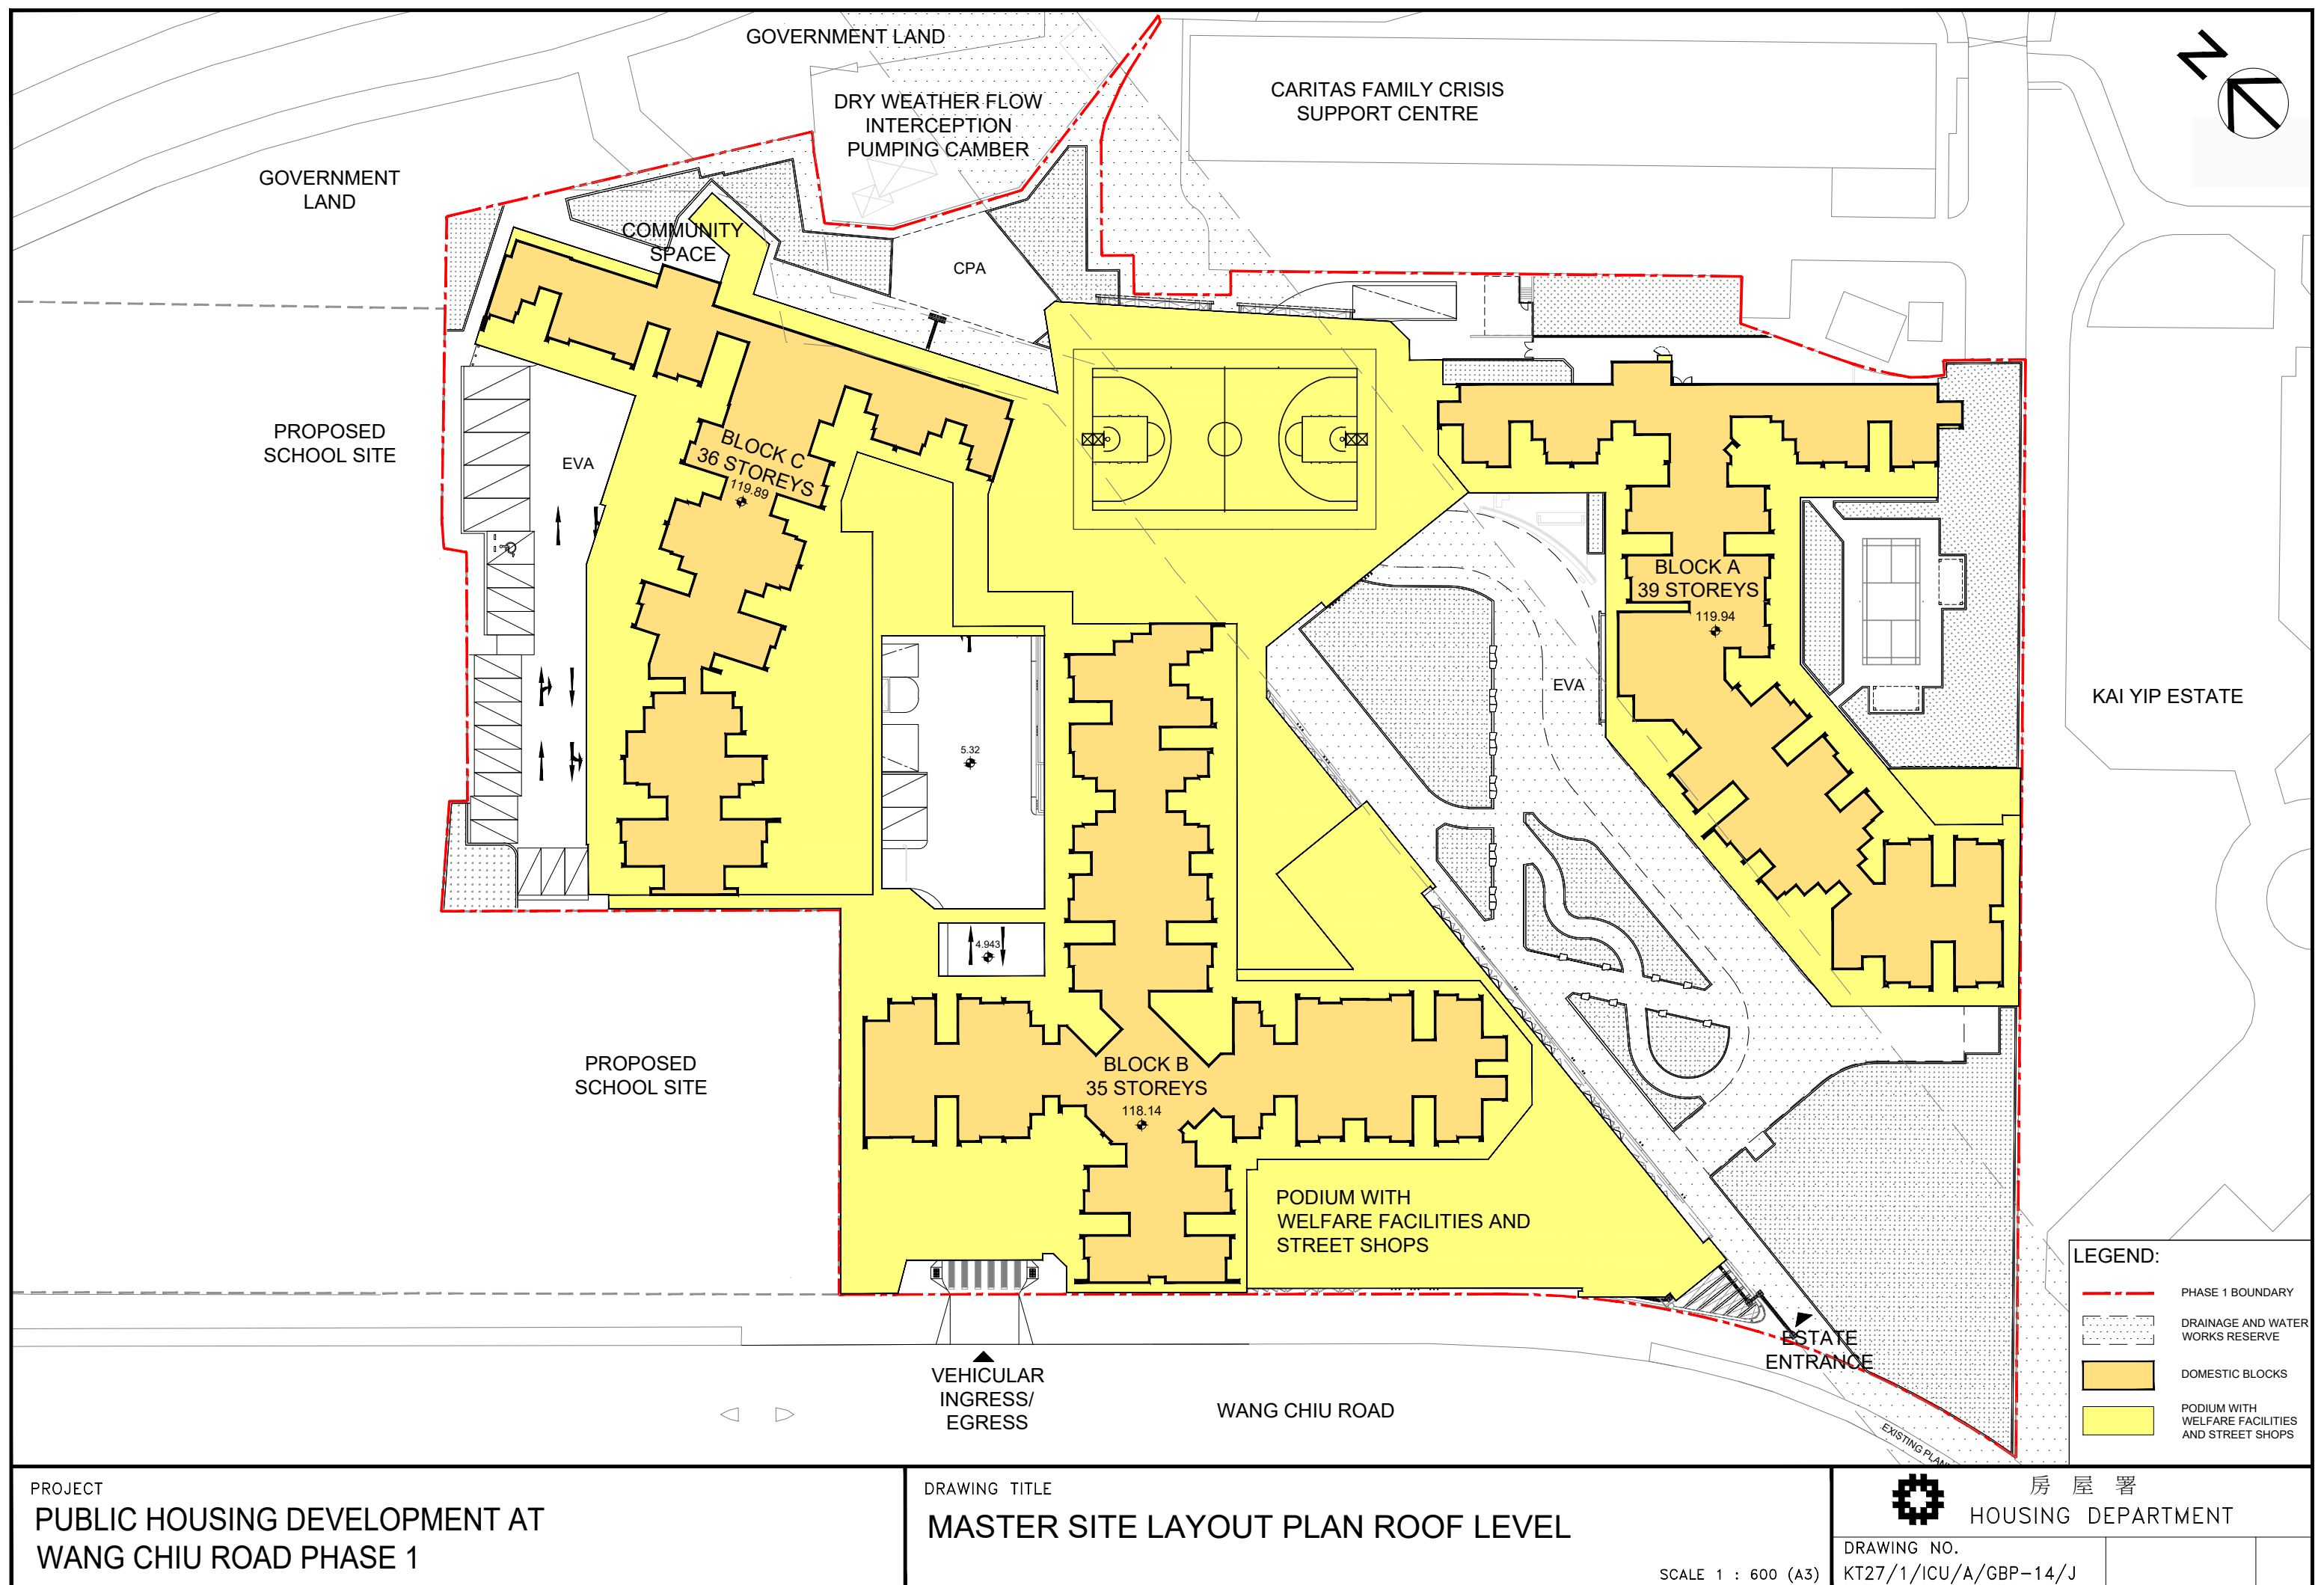 GOVERNMENT LAND
DRY WEATHER FLOW
INTERCEPTION
PUMPING CAMBER
CARITAS FAMILY CRISIS
SUPPORT CENTRE
N
GOVERNMENT
LAND
COMMUNITY
SPACE
CPA
PROPOSED
SCHOOL SITE
EVA
BLOCK C
36 STOREYS
119.89
BLOCK A
39 STOREYS
119.94
EVA
KAI YIP ESTATE
5.32
4.943
PROPOSED
SCHOOL SITE
BLOCK B
35 STOREYS
118.14
PODIUM WITH
WELFARE FACILITIES AND
STREET SHOPS
ESTATE
ENTRANCE
VEHICULAR
INGRESS/
EGRESS
WANG CHIU ROAD
LEGEND:
PHASE 1 BOUNDARY
DRAINAGE AND WATER
WORKS RESERVE
DOMESTIC BLOCKS
PODIUM WITH
WELFARE FACILITIES
AND STREET SHOPS
EXISTING
PROJECT
PUBLIC HOUSING DEVELOPMENT AT
WANG CHIU ROAD PHASE 1
DRAWING TITLE
MASTER SITE LAYOUT PLAN ROOF LEVEL
SCALE 1 : 600 (A3)
房屋署
HOUSING DEPARTMENT
DRAWING NO.
KT27/1/ICU/A/GBP-14/J